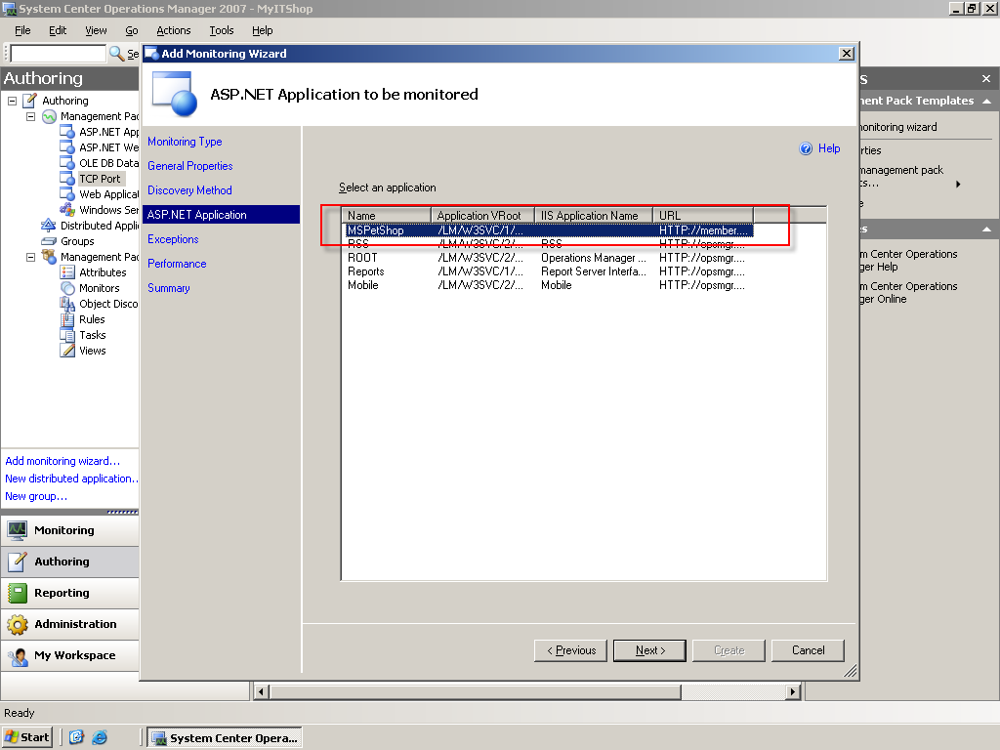 System Center Operations Manager 2007 - MyITShop
File Edit View Go Actions Tools Help
Se
Add Monitoring Wizard
ASP.NET Application to be monitored
Authoring
Authoring
Management Pac
ASP.NET App
ASP.NET We
OLE DB Data
TCP Port
Web Applica
Windows Ser
Distributed Applic
Groups
Management Pac
Attributes
Monitors
Object Disco
Rules
Tasks
Views
Add monitoring wizard...
New distributed application..
New group...
Monitoring
Authoring
Reporting
Administration
My Workspace
Monitoring Type
General Properties
Discovery Method
ASP.NET Application
Exceptions
Performance
Summary
Help
Select an application
Name Application VRoot IIS Application Name URL
MSPetShop /LM/W3SVC/1/... HTTP://member....
RSS /LM/W3SVC/2/... RSS HTTP://opsmgr....
ROOT /LM/W3SVC/2/... Operations Manager ... HTTP://opsmgr....
Reports /LM/W3SVC/1/... Report Server Interfa... HTTP://opsmgr....
Mobile /LM/W3SVC/2/... Mobile HTTP://opsmgr....
< Previous Next > Create Cancel
s
ent Pack Templates
onitoring wizard
rties
management pack
ts...
e
es
m Center Operations
ger Help
m Center Operations
ger Online
Ready
Start
System Center Opera...